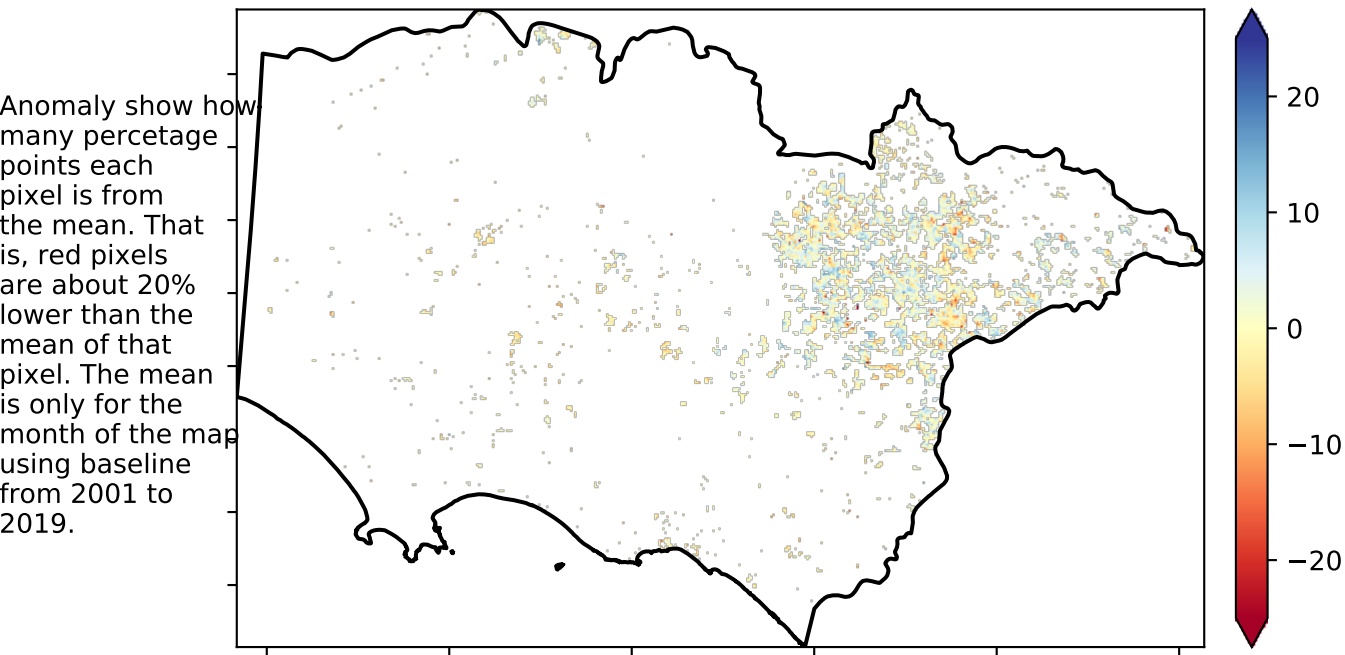 Anomaly show how
many percetage
points each
pixel is from
the mean. That
is, red pixels
are about 20%
lower than the
mean of that
pixel. The mean
is only for the
month of the map
using baseline
from 2001 to
2019.
20
10
0
−10
−20